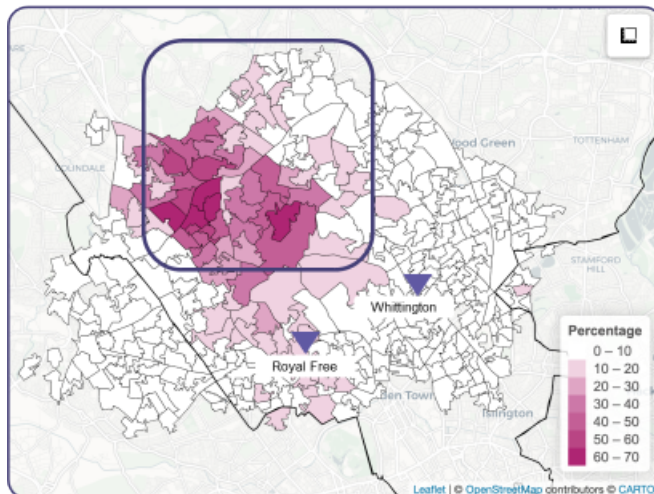 COLINDALE
Wood Green
TOTTENHAM
STAMFORD
HILL
Whittington
Royal Free
Islington
Percentage
0 – 10
10 – 20
20 – 30
30 – 40
40 – 50
50 – 60
60 – 70
Leaflet | © OpenStreetMap contributors © CARTO